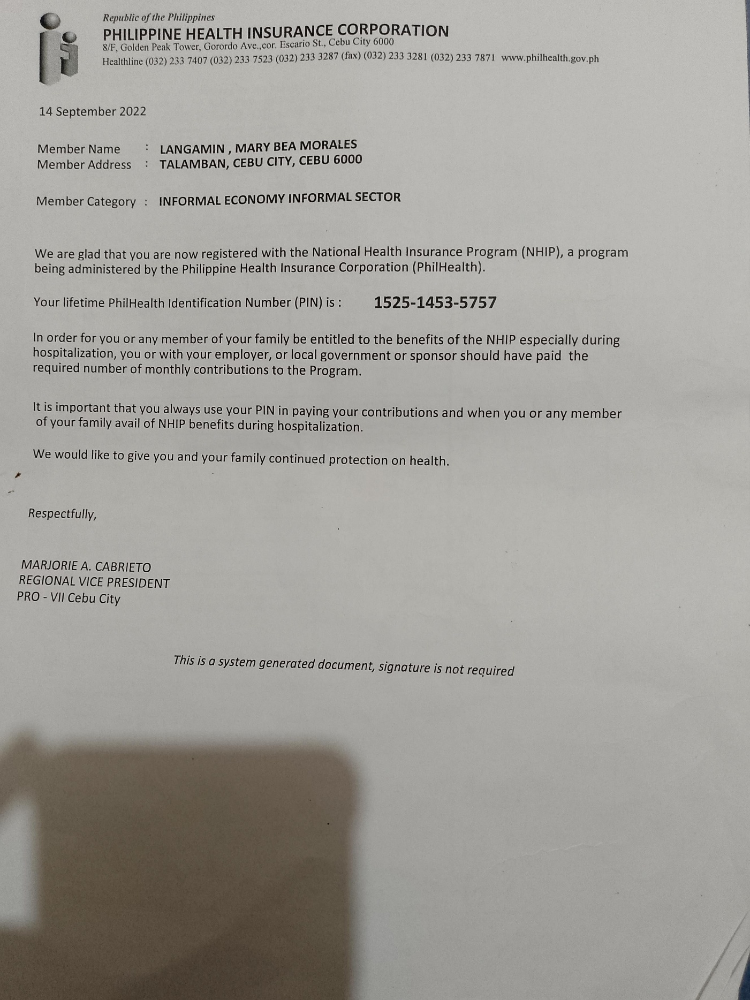 Republic of the Philippines
PHILIPPINE HEALTH INSURANCE CORPORATION
8/F, Golden Peak Tower, Gorordo Ave.,cor. Escario St., Cebu City 6000
Healthline (032) 233 7407 (032) 233 7523 (032) 233 3287 (fax) (032) 233 3281 (032) 233 7871 www.philhealth.gov.ph
14 September 2022
Member Name : LANGAMIN , MARY BEA MORALES
Member Address : TALAMBAN, CEBU CITY, CEBU 6000
Member Category : INFORMAL ECONOMY INFORMAL SECTOR
We are glad that you are now registered with the National Health Insurance Program (NHIP), a program
being administered by the Philippine Health Insurance Corporation (PhilHealth).
Your lifetime PhilHealth Identification Number (PIN) is : 1525-1453-5757
In order for you or any member of your family be entitled to the benefits of the NHIP especially during
hospitalization, you or with your employer, or local government or sponsor should have paid the
required number of monthly contributions to the Program.
It is important that you always use your PIN in paying your contributions and when you or any member
of your family avail of NHIP benefits during hospitalization.
We would like to give you and your family continued protection on health.
Respectfully,
MARJORIE A. CABRIETO
REGIONAL VICE PRESIDENT
PRO - VII Cebu City
This is a system generated document, signature is not required